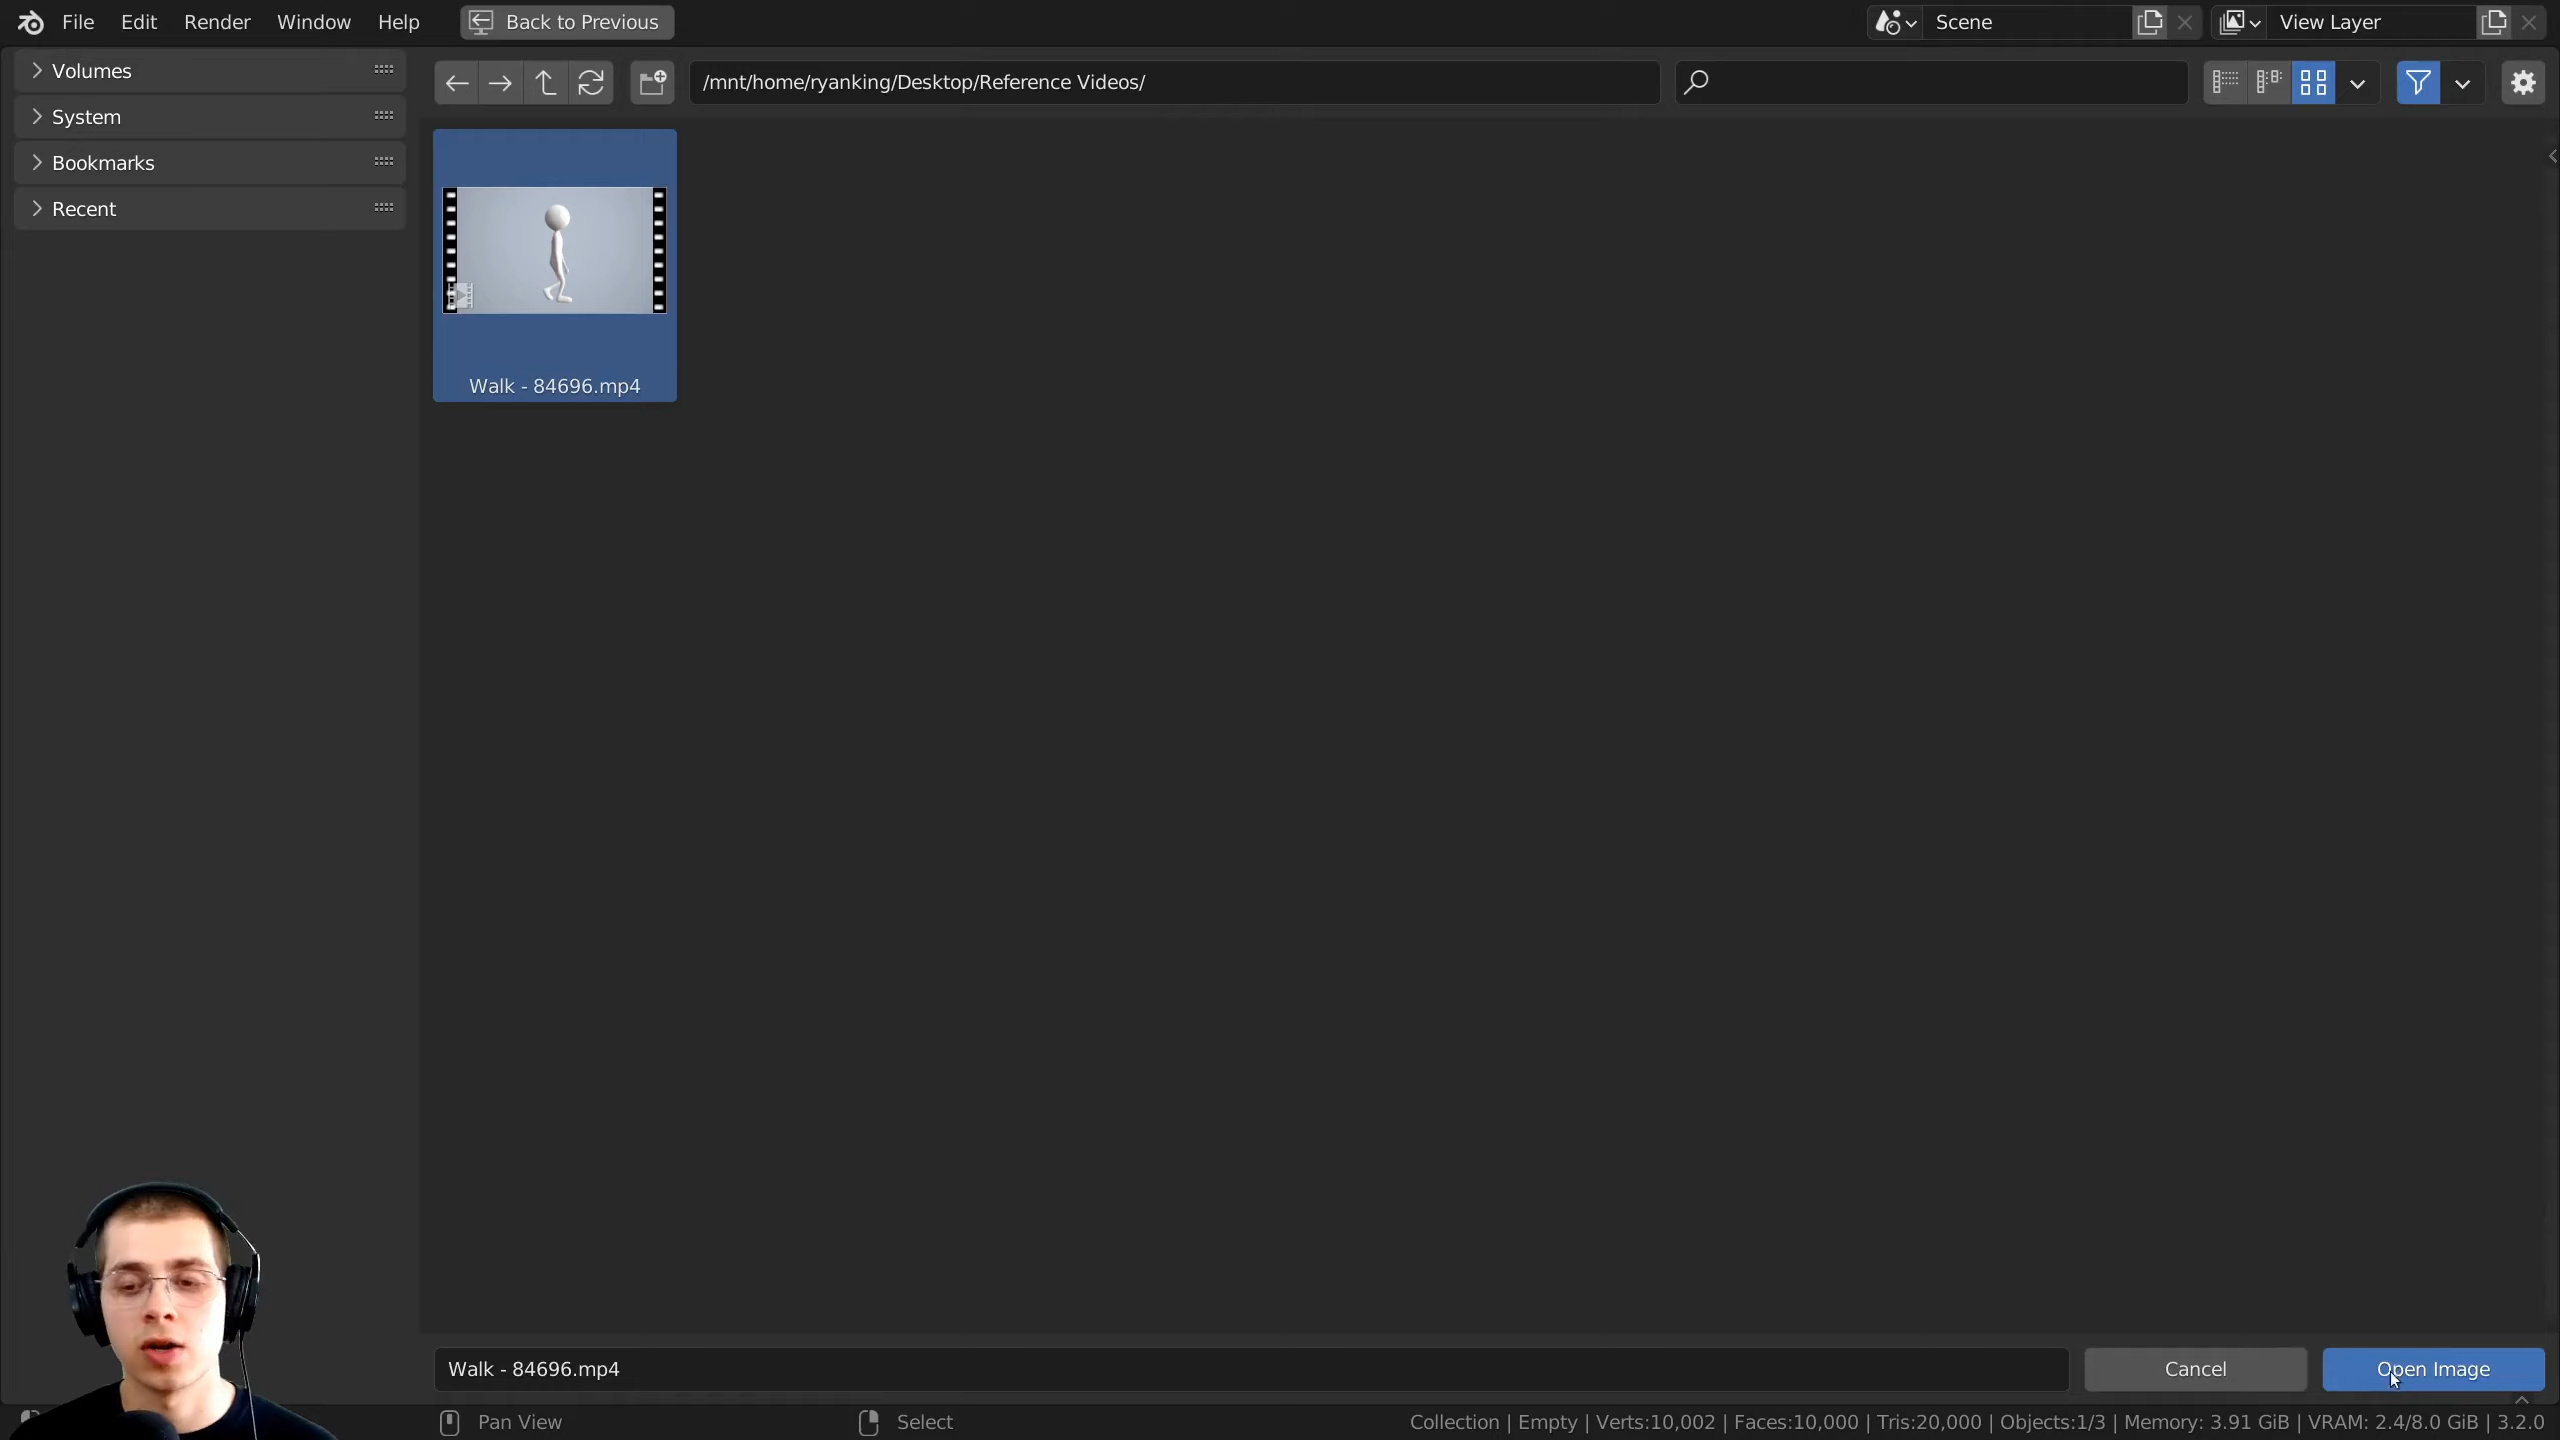 File Edit Render Window Help Back to Previous Scene View Layer
Volumes
System
Bookmarks
Recent
/mnt/home/ryanking/Desktop/Reference Videos/
Walk - 84696.mp4
Walk - 84696.mp4 Cancel Open Image
Pan View Select Collection | Empty | Verts:10,002 | Faces:10,000 | Tris:20,000 | Objects:1/3 | Memory: 3.91 GiB | VRAM: 2.4/8.0 GiB | 3.2.0